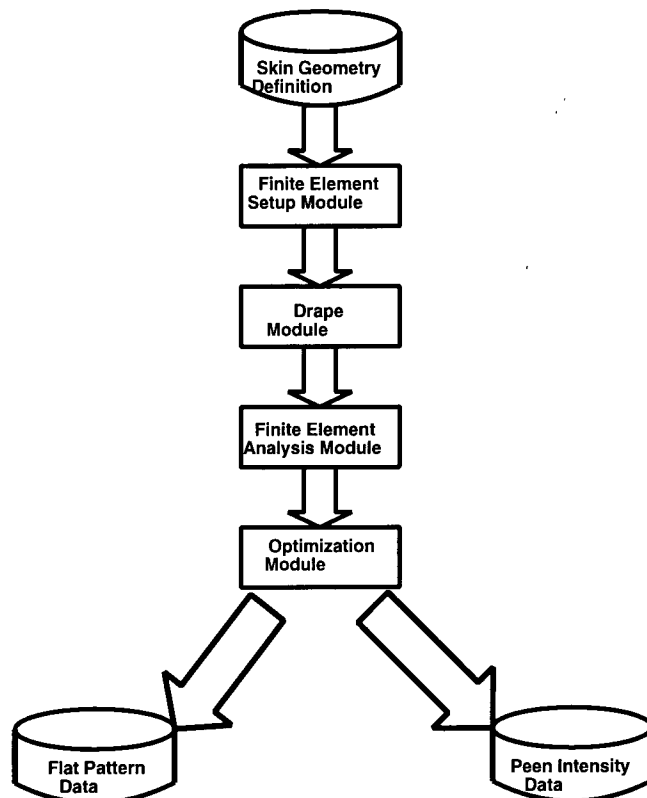 Skin Geometry
Definition
Finite Element
Setup Module
Drape
Module
Finite Element
Analysis Module
Optimization
Module
Flat Pattern
Data
Peen Intensity
Data